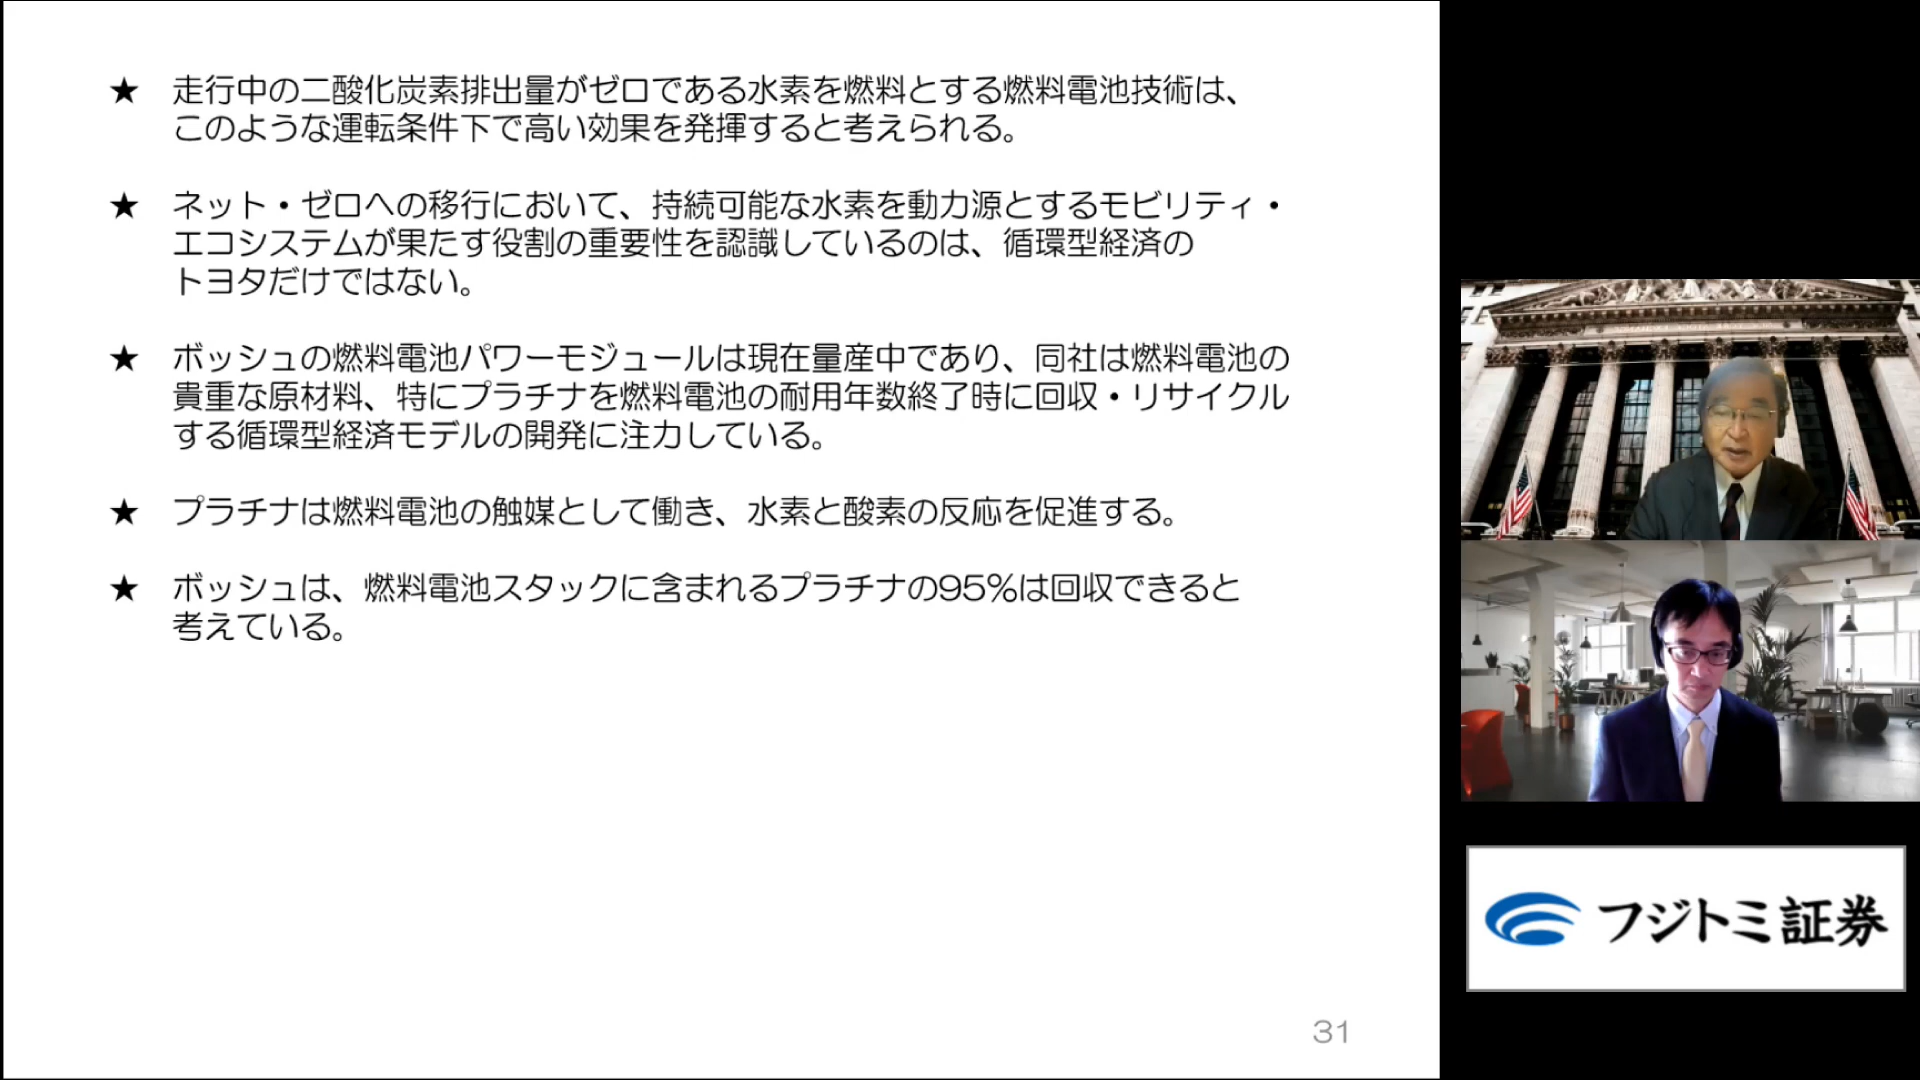 ★ 走行中の二酸化炭素排出量がゼロである水素を燃料とする燃料電池技術は、
このような運転条件下で高い効果を発揮すると考えられる。
★ ネット・ゼロへの移行において、持続可能な水素を動力源とするモビリティ・
エコシステムが果たす役割の重要性を認識しているのは、循環型経済の
トヨタだけではない。
★ ボッシュの燃料電池パワーモジュールは現在量産中であり、同社は燃料電池の
貴重な原材料、特にプラチナを燃料電池の耐用年数終了時に回収・リサイクル
する循環型経済モデルの開発に注力している。
★ プラチナは燃料電池の触媒として働き、水素と酸素の反応を促進する。
★ ボッシュは、燃料電池スタックに含まれるプラチナの95%は回収できると
考えている。
31
フジトミ証券